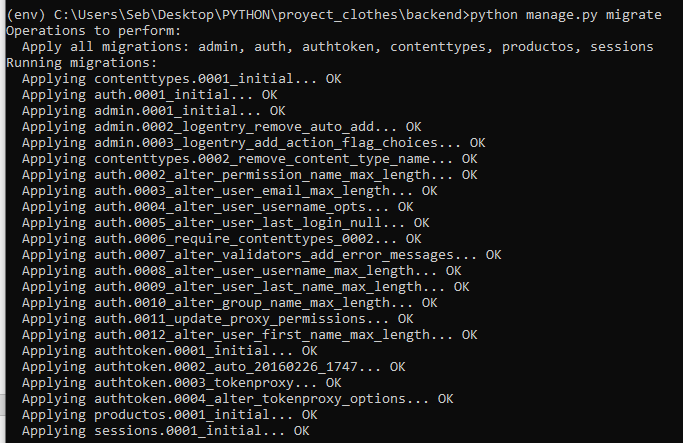 (env) C:\Users\Seb\Desktop\PYTHON\proyect_clothes\backend>python manage.py migrate
Operations to perform:
  Apply all migrations: admin, auth, authtoken, contenttypes, productos, sessions
Running migrations:
  Applying contenttypes.0001_initial... OK
  Applying auth.0001_initial... OK
  Applying admin.0001_initial... OK
  Applying admin.0002_logentry_remove_auto_add... OK
  Applying admin.0003_logentry_add_action_flag_choices... OK
  Applying contenttypes.0002_remove_content_type_name... OK
  Applying auth.0002_alter_permission_name_max_length... OK
  Applying auth.0003_alter_user_email_max_length... OK
  Applying auth.0004_alter_user_username_opts... OK
  Applying auth.0005_alter_user_last_login_null... OK
  Applying auth.0006_require_contenttypes_0002... OK
  Applying auth.0007_alter_validators_add_error_messages... OK
  Applying auth.0008_alter_user_username_max_length... OK
  Applying auth.0009_alter_user_last_name_max_length... OK
  Applying auth.0010_alter_group_name_max_length... OK
  Applying auth.0011_update_proxy_permissions... OK
  Applying auth.0012_alter_user_first_name_max_length... OK
  Applying authtoken.0001_initial... OK
  Applying authtoken.0002_auto_20160226_1747... OK
  Applying authtoken.0003_tokenproxy... OK
  Applying authtoken.0004_alter_tokenproxy_options... OK
  Applying productos.0001_initial... OK
  Applying sessions.0001_initial... OK